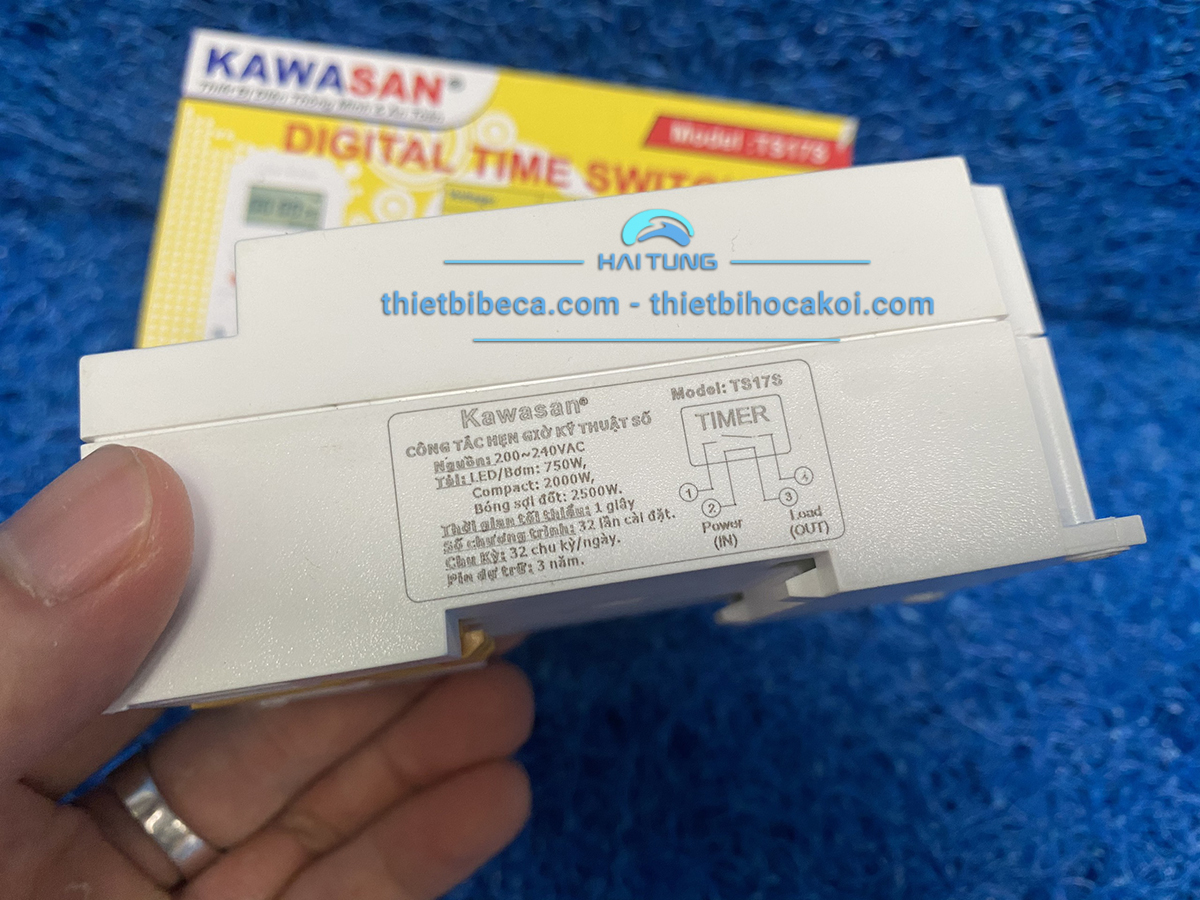 KAWASAN®
DIGITAL TIME SWITCH
Model :TS17S
Voltage
HAI TUNG
thietbibeca.com - thietbihocakoi.com
Kawasan®
Model: TS17S
CÔNG TẮC HẸN GIỜ KỸ THUẬT SỐ
Nguồn: 200~240VAC
Tải: LED/Bơm: 750W,
Compact: 2000W,
Bóng sợi đốt: 2500W.
Thời gian tối thiểu: 1 giây
Số chương trình: 32 lần cài đặt.
Chu Kỳ: 32 chu kỳ/ngày.
Pin dự trữ: 3 năm.
TIMER
1
2
3
4
Power
(IN)
Load
(OUT)